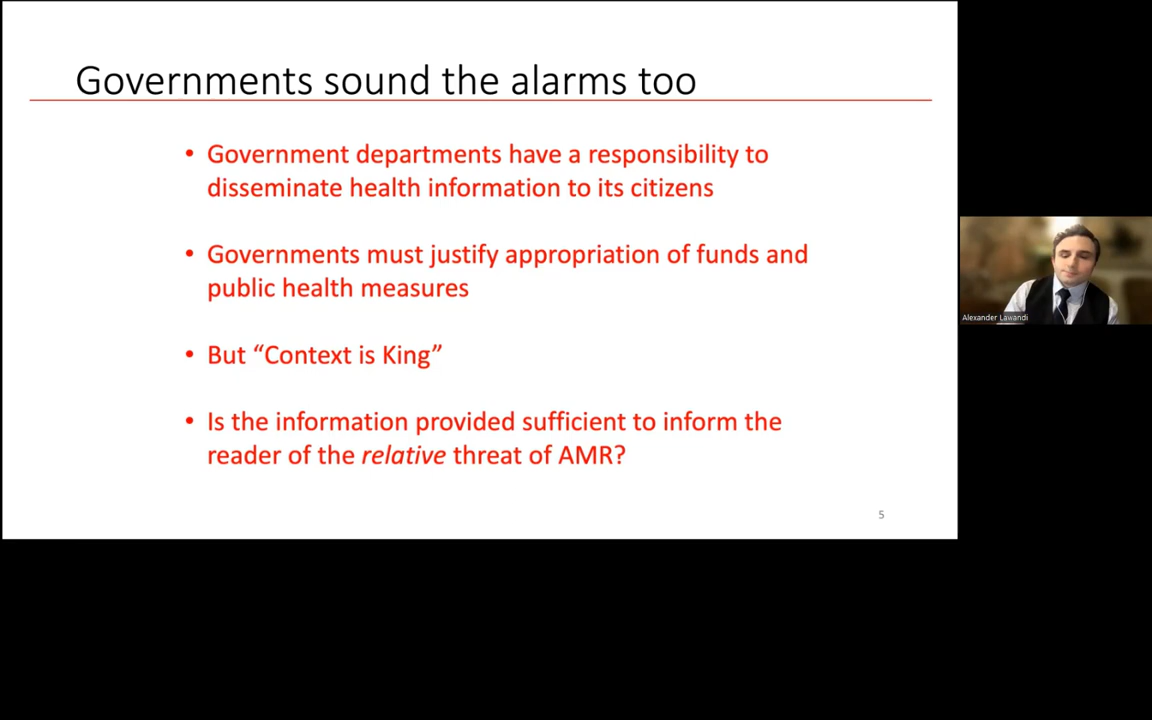 Governments sound the alarms too
• Government departments have a responsibility to
disseminate health information to its citizens
• Governments must justify appropriation of funds and
public health measures
• But “Context is King”
• Is the information provided sufficient to inform the
reader of the relative threat of AMR?
5
Alexander Lawandi